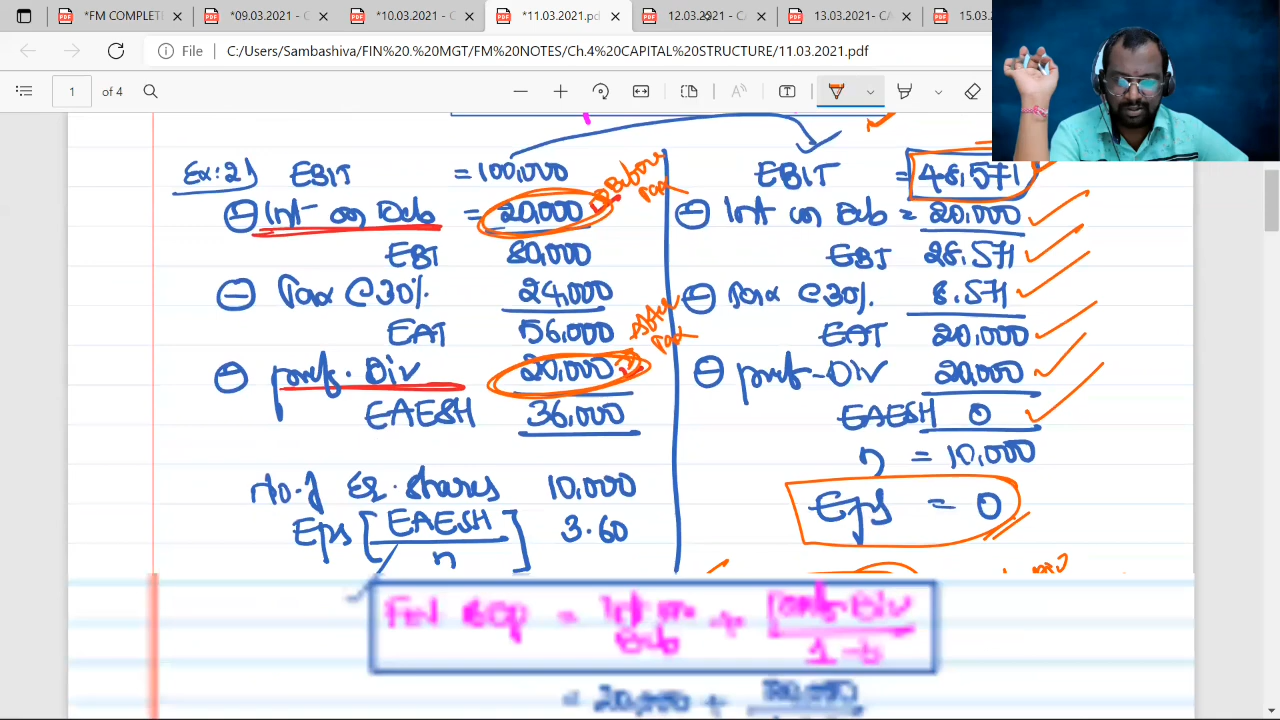 *FM COMPLETE
*09.03.2021 - C
*10.03.2021 - C
*11.03.2021.pd
12.03.2021 - CA
13.03.2021- CA
15.03
File
C:/Users/Sambashiva/FIN%20.%20MGT/FM%20NOTES/Ch.4%20CAPITAL%20STRUCTURE/11.03.2021.pdf
1 of 4
Ex:2) EBIT = 100,000
Before Tax
⊖ Int on Deb = 20,000
EBT 80,000
⊖ Tax @30% 24,000
EAT 56,000
After Tax
⊖ pref. Div 20,000
EAESH 36,000
No. of Eq. shares 10,000
Eps [EAESH / n] 3.60
EBIT = 48,571
⊖ Int on Deb = 20,000
EBT 28,571
⊖ Tax @30% 8,571
EAT 20,000
⊖ pref-Div 20,000
EAESH 0
n = 10,000
Eps = 0
Fin BEP = Int on Deb + Pref. Div / 1-t
= 20,000 +